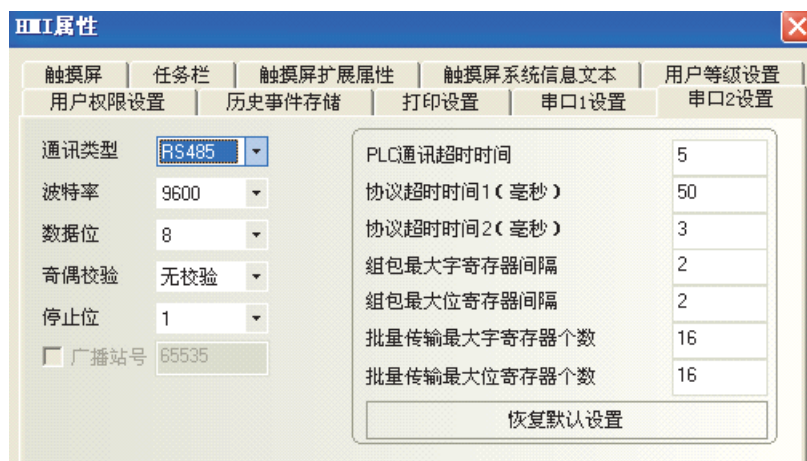 HMI属性
触摸屏 任务栏 触摸屏扩展属性 触摸屏系统信息文本 用户等级设置
用户权限设置 历史事件存储 打印设置 串口1设置 串口2设置
通讯类型 RS485
波特率 9600
数据位 8
奇偶校验 无校验
停止位 1
广播站号 65535
PLC通讯超时时间 5
协议超时时间1(毫秒) 50
协议超时时间2(毫秒) 3
组包最大字寄存器间隔 2
组包最大位寄存器间隔 2
批量传输最大字寄存器个数 16
批量传输最大位寄存器个数 16
恢复默认设置